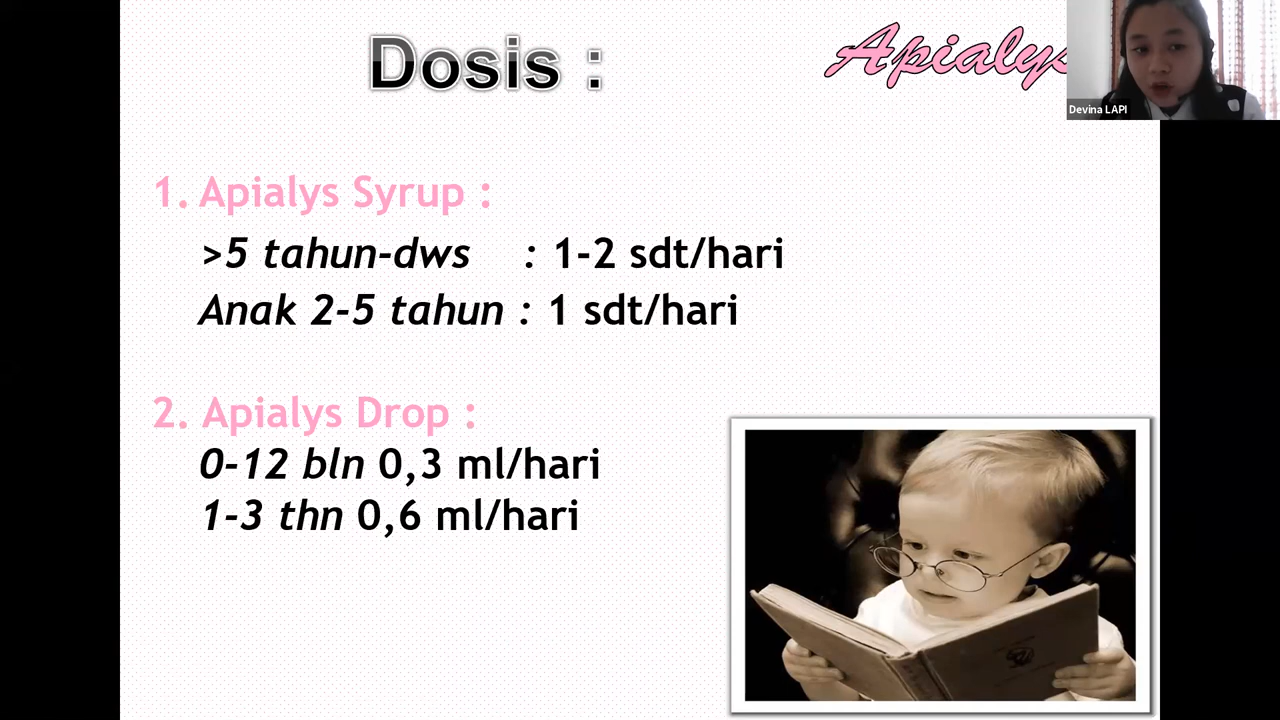 Dosis :
Apialys
Devina LAPI
1. Apialys Syrup :
>5 tahun-dws : 1-2 sdt/hari
Anak 2-5 tahun : 1 sdt/hari
2. Apialys Drop :
0-12 bln 0,3 ml/hari
1-3 thn 0,6 ml/hari